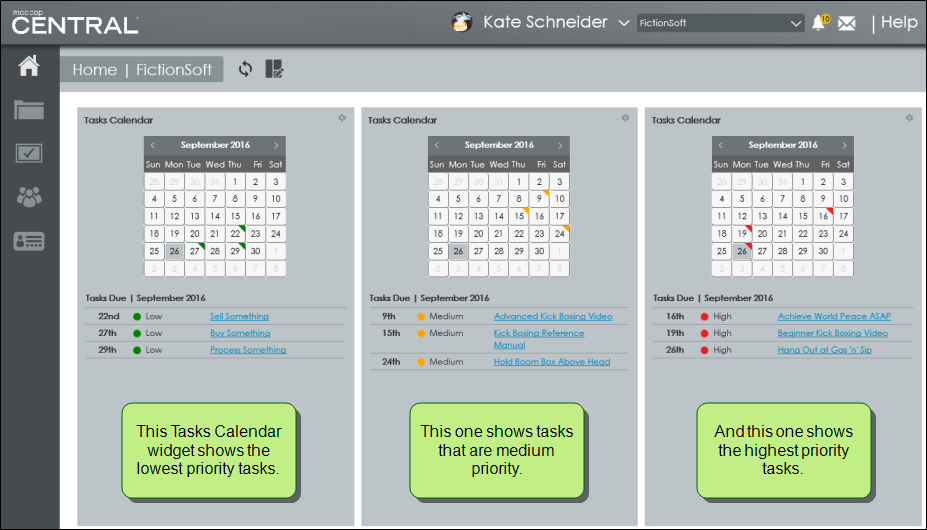 madcap
CENTRAL
Kate Schneider
FictionSoft
10
| Help
Home | FictionSoft
Tasks Calendar
September 2016
Sun Mon Tue Wed Thu Fri Sat
28 29 30 31 1 2 3
4 5 6 7 8 9 10
11 12 13 14 15 16 17
18 19 20 21 22 23 24
25 26 27 28 29 30 1
2 3 4 5 6 7 8
Tasks Due | September 2016
22nd Low Sell Something
27th Low Buy Something
29th Low Process Something
This Tasks Calendar
widget shows the
lowest priority tasks.
Tasks Calendar
September 2016
Sun Mon Tue Wed Thu Fri Sat
28 29 30 31 1 2 3
4 5 6 7 8 9 10
11 12 13 14 15 16 17
18 19 20 21 22 23 24
25 26 27 28 29 30 1
2 3 4 5 6 7 8
Tasks Due | September 2016
9th Medium Advanced Kick Boxing Video
15th Medium Kick Boxing Reference
Manual
24th Medium Hold Boom Box Above Head
This one shows tasks
that are medium
priority.
Tasks Calendar
September 2016
Sun Mon Tue Wed Thu Fri Sat
28 29 30 31 1 2 3
4 5 6 7 8 9 10
11 12 13 14 15 16 17
18 19 20 21 22 23 24
25 26 27 28 29 30 1
2 3 4 5 6 7 8
Tasks Due | September 2016
16th High Achieve World Peace ASAP
19th High Beginner Kick Boxing Video
26th High Hang Out at Gas 'n' Sip
And this one shows
the highest priority
tasks.